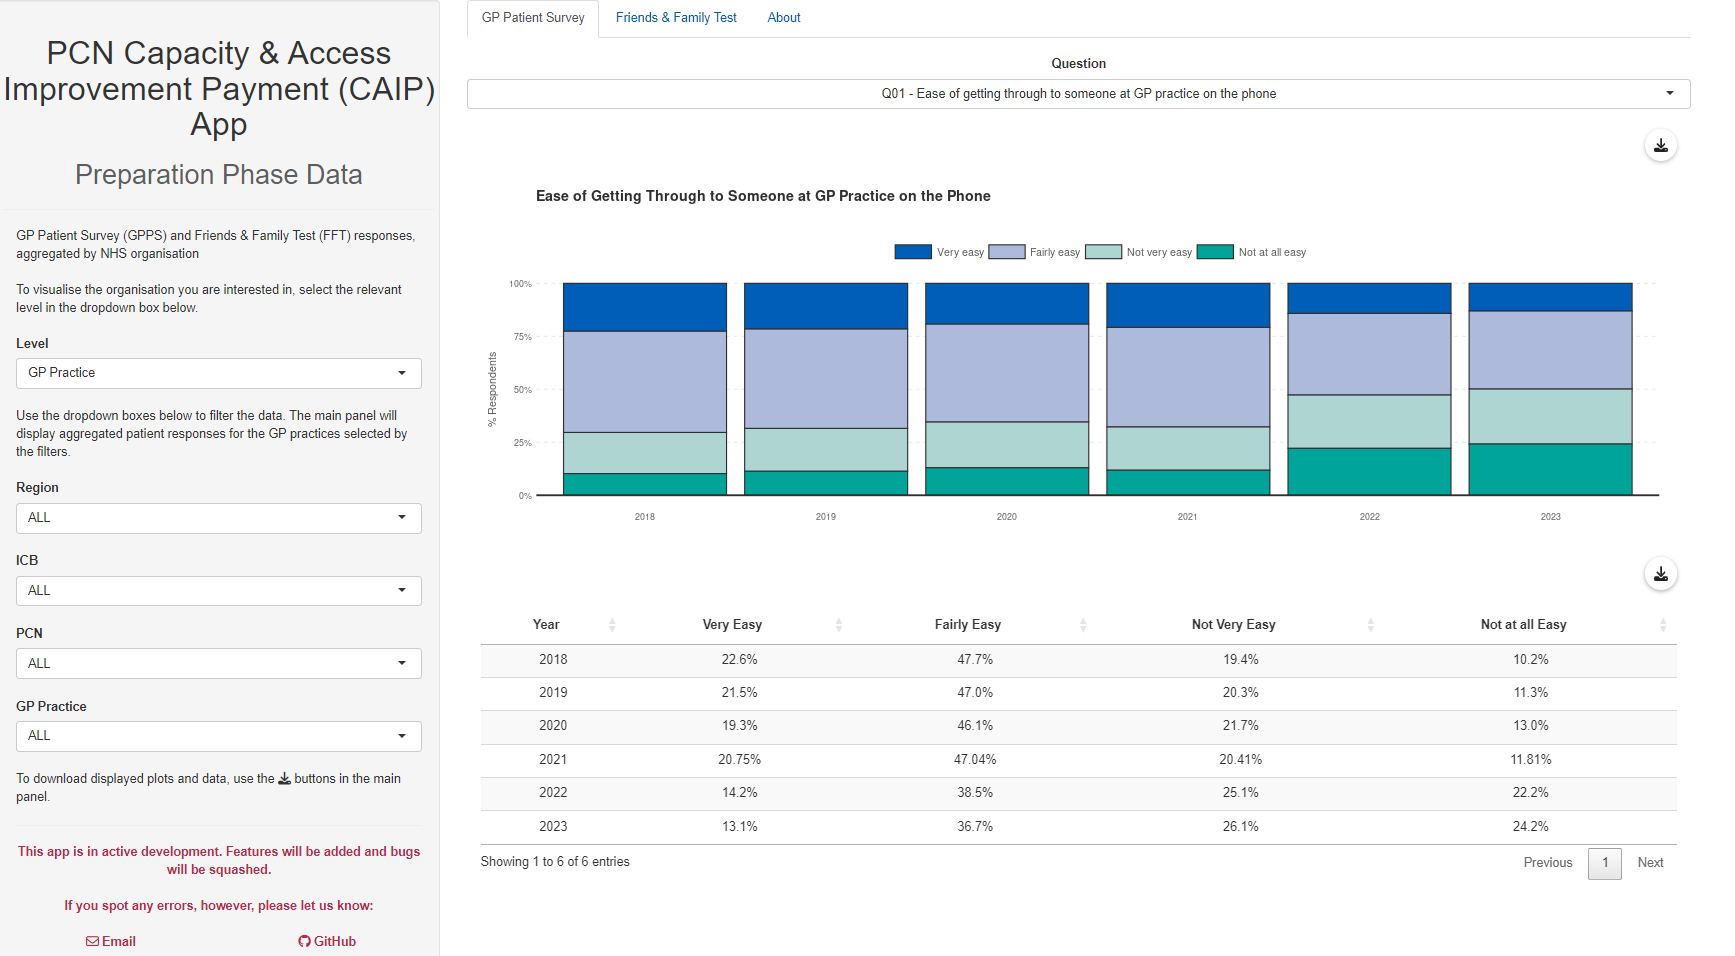 PCN Capacity & Access
Improvement Payment (CAIP)
App
Preparation Phase Data
GP Patient Survey (GPPS) and Friends & Family Test (FFT) responses,
aggregated by NHS organisation
To visualise the organisation you are interested in, select the relevant
level in the dropdown box below.
Level
GP Practice
Use the dropdown boxes below to filter the data. The main panel will
display aggregated patient responses for the GP practices selected by
the filters.
Region
ALL
ICB
ALL
PCN
ALL
GP Practice
ALL
To download displayed plots and data, use the buttons in the main
panel.
This app is in active development. Features will be added and bugs
will be squashed.
If you spot any errors, however, please let us know:
Email GitHub
GP Patient Survey Friends & Family Test About
Question
Q01 - Ease of getting through to someone at GP practice on the phone
Ease of Getting Through to Someone at GP Practice on the Phone
Very easy Fairly easy Not very easy Not at all easy
% Respondents
100%
75%
50%
25%
0%
2018 2019 2020 2021 2022 2023
Year Very Easy Fairly Easy Not Very Easy Not at all Easy
2018 22.6% 47.7% 19.4% 10.2%
2019 21.5% 47.0% 20.3% 11.3%
2020 19.3% 46.1% 21.7% 13.0%
2021 20.75% 47.04% 20.41% 11.81%
2022 14.2% 38.5% 25.1% 22.2%
2023 13.1% 36.7% 26.1% 24.2%
Showing 1 to 6 of 6 entries
Previous 1 Next